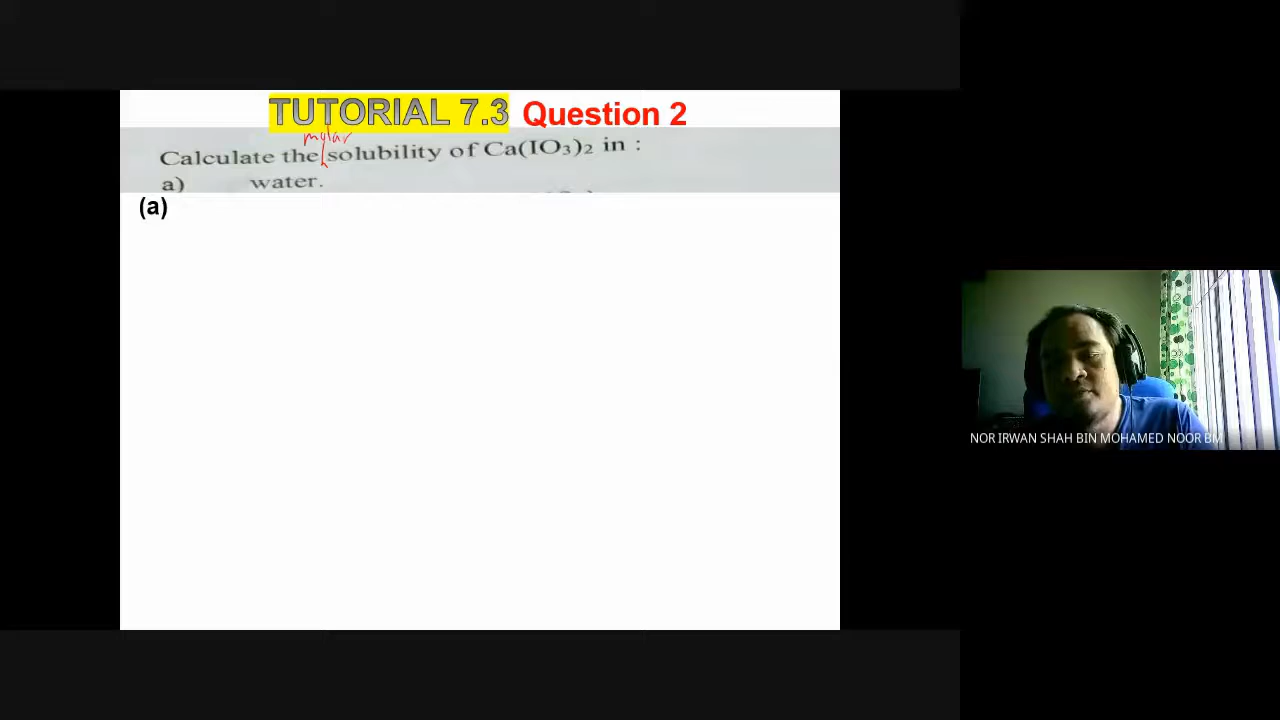 TUTORIAL 7.3 Question 2
molar
Calculate the solubility of Ca(IO₃)₂ in :
a) water.
(a)
NOR IRWAN SHAH BIN MOHAMED NOOR BM